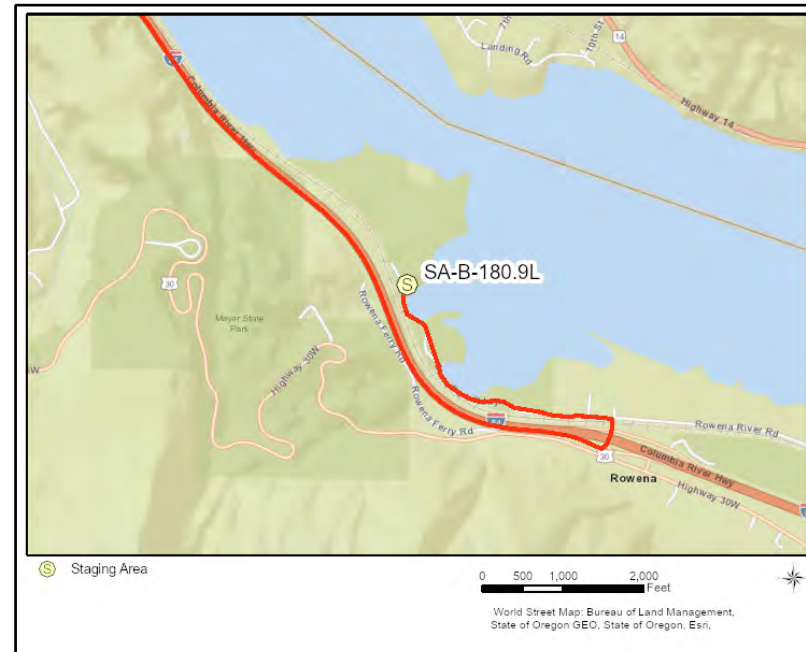 7th
Landing Rd
10th St
14
Highway 14
Columbia River Hwy
SA-B-180.9L
S
30
Mayer State
Park
Rowena Ferry Rd
Highway 30W
Rowena Ferry Rd
Rowena River Rd
30
Columbia River Hwy
Rowena
Highway 30W
S Staging Area
0 500 1,000 2,000
Feet
World Street Map: Bureau of Land Management,
State of Oregon GEO, State of Oregon, Esri,